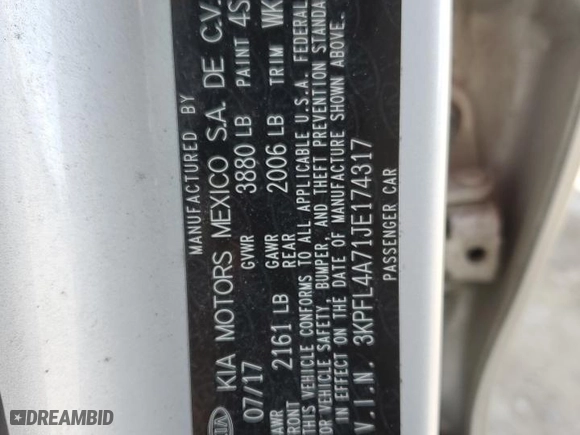 MANUFACTURED BY
KIA KIA MOTORS MEXICO S.A. DE C.V.
07/17 GVWR 3880 LB PAINT 4S
GAWR FRONT 2161 LB GAWR REAR 2006 LB TRIM WK
THIS VEHICLE CONFORMS TO ALL APPLICABLE U.S.A. FEDERAL
MOTOR VEHICLE SAFETY, BUMPER, AND THEFT PREVENTION STANDA
IN EFFECT ON THE DATE OF MANUFACTURE SHOWN ABOVE.
V.I.N. 3KPFL4A71JE174317
PASSENGER CAR
DREAMBID